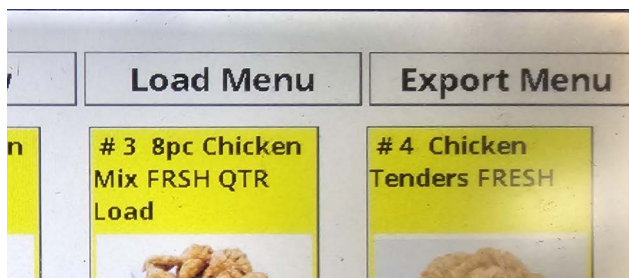 Load Menu
Export Menu
n
# 3 8pc Chicken
Mix FRSH QTR
Load
# 4 Chicken
Tenders FRESH